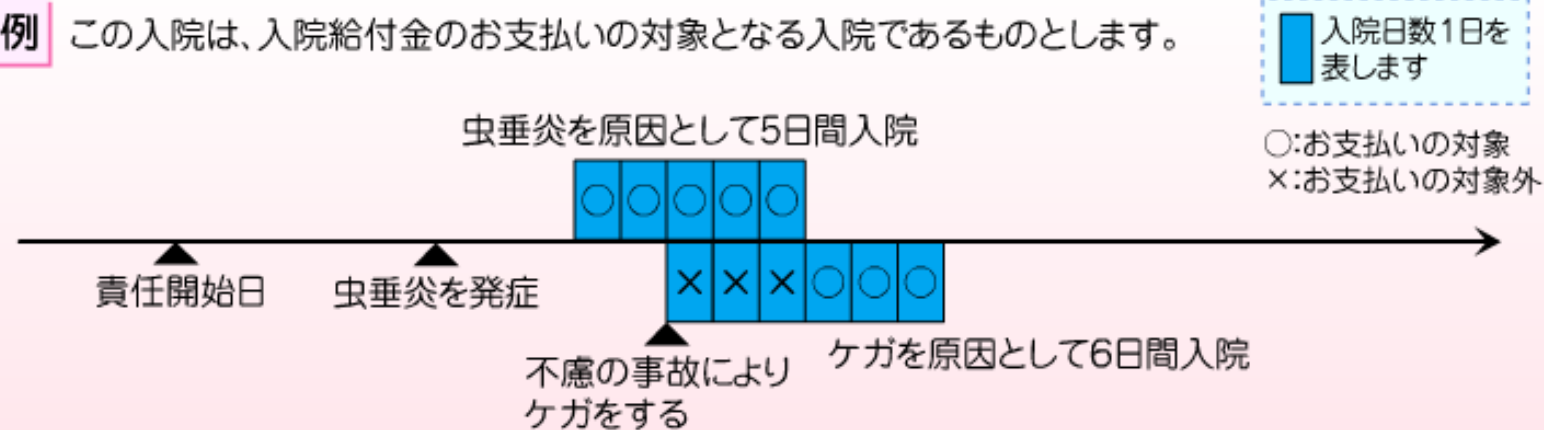 例 この入院は、入院給付金のお支払いの対象となる入院であるものとします。
入院日数1日を
表します
○:お支払いの対象
×:お支払いの対象外
虫垂炎を原因として5日間入院
○○○○○
責任開始日
虫垂炎を発症
×××○○○
不慮の事故により
ケガをする
ケガを原因として6日間入院